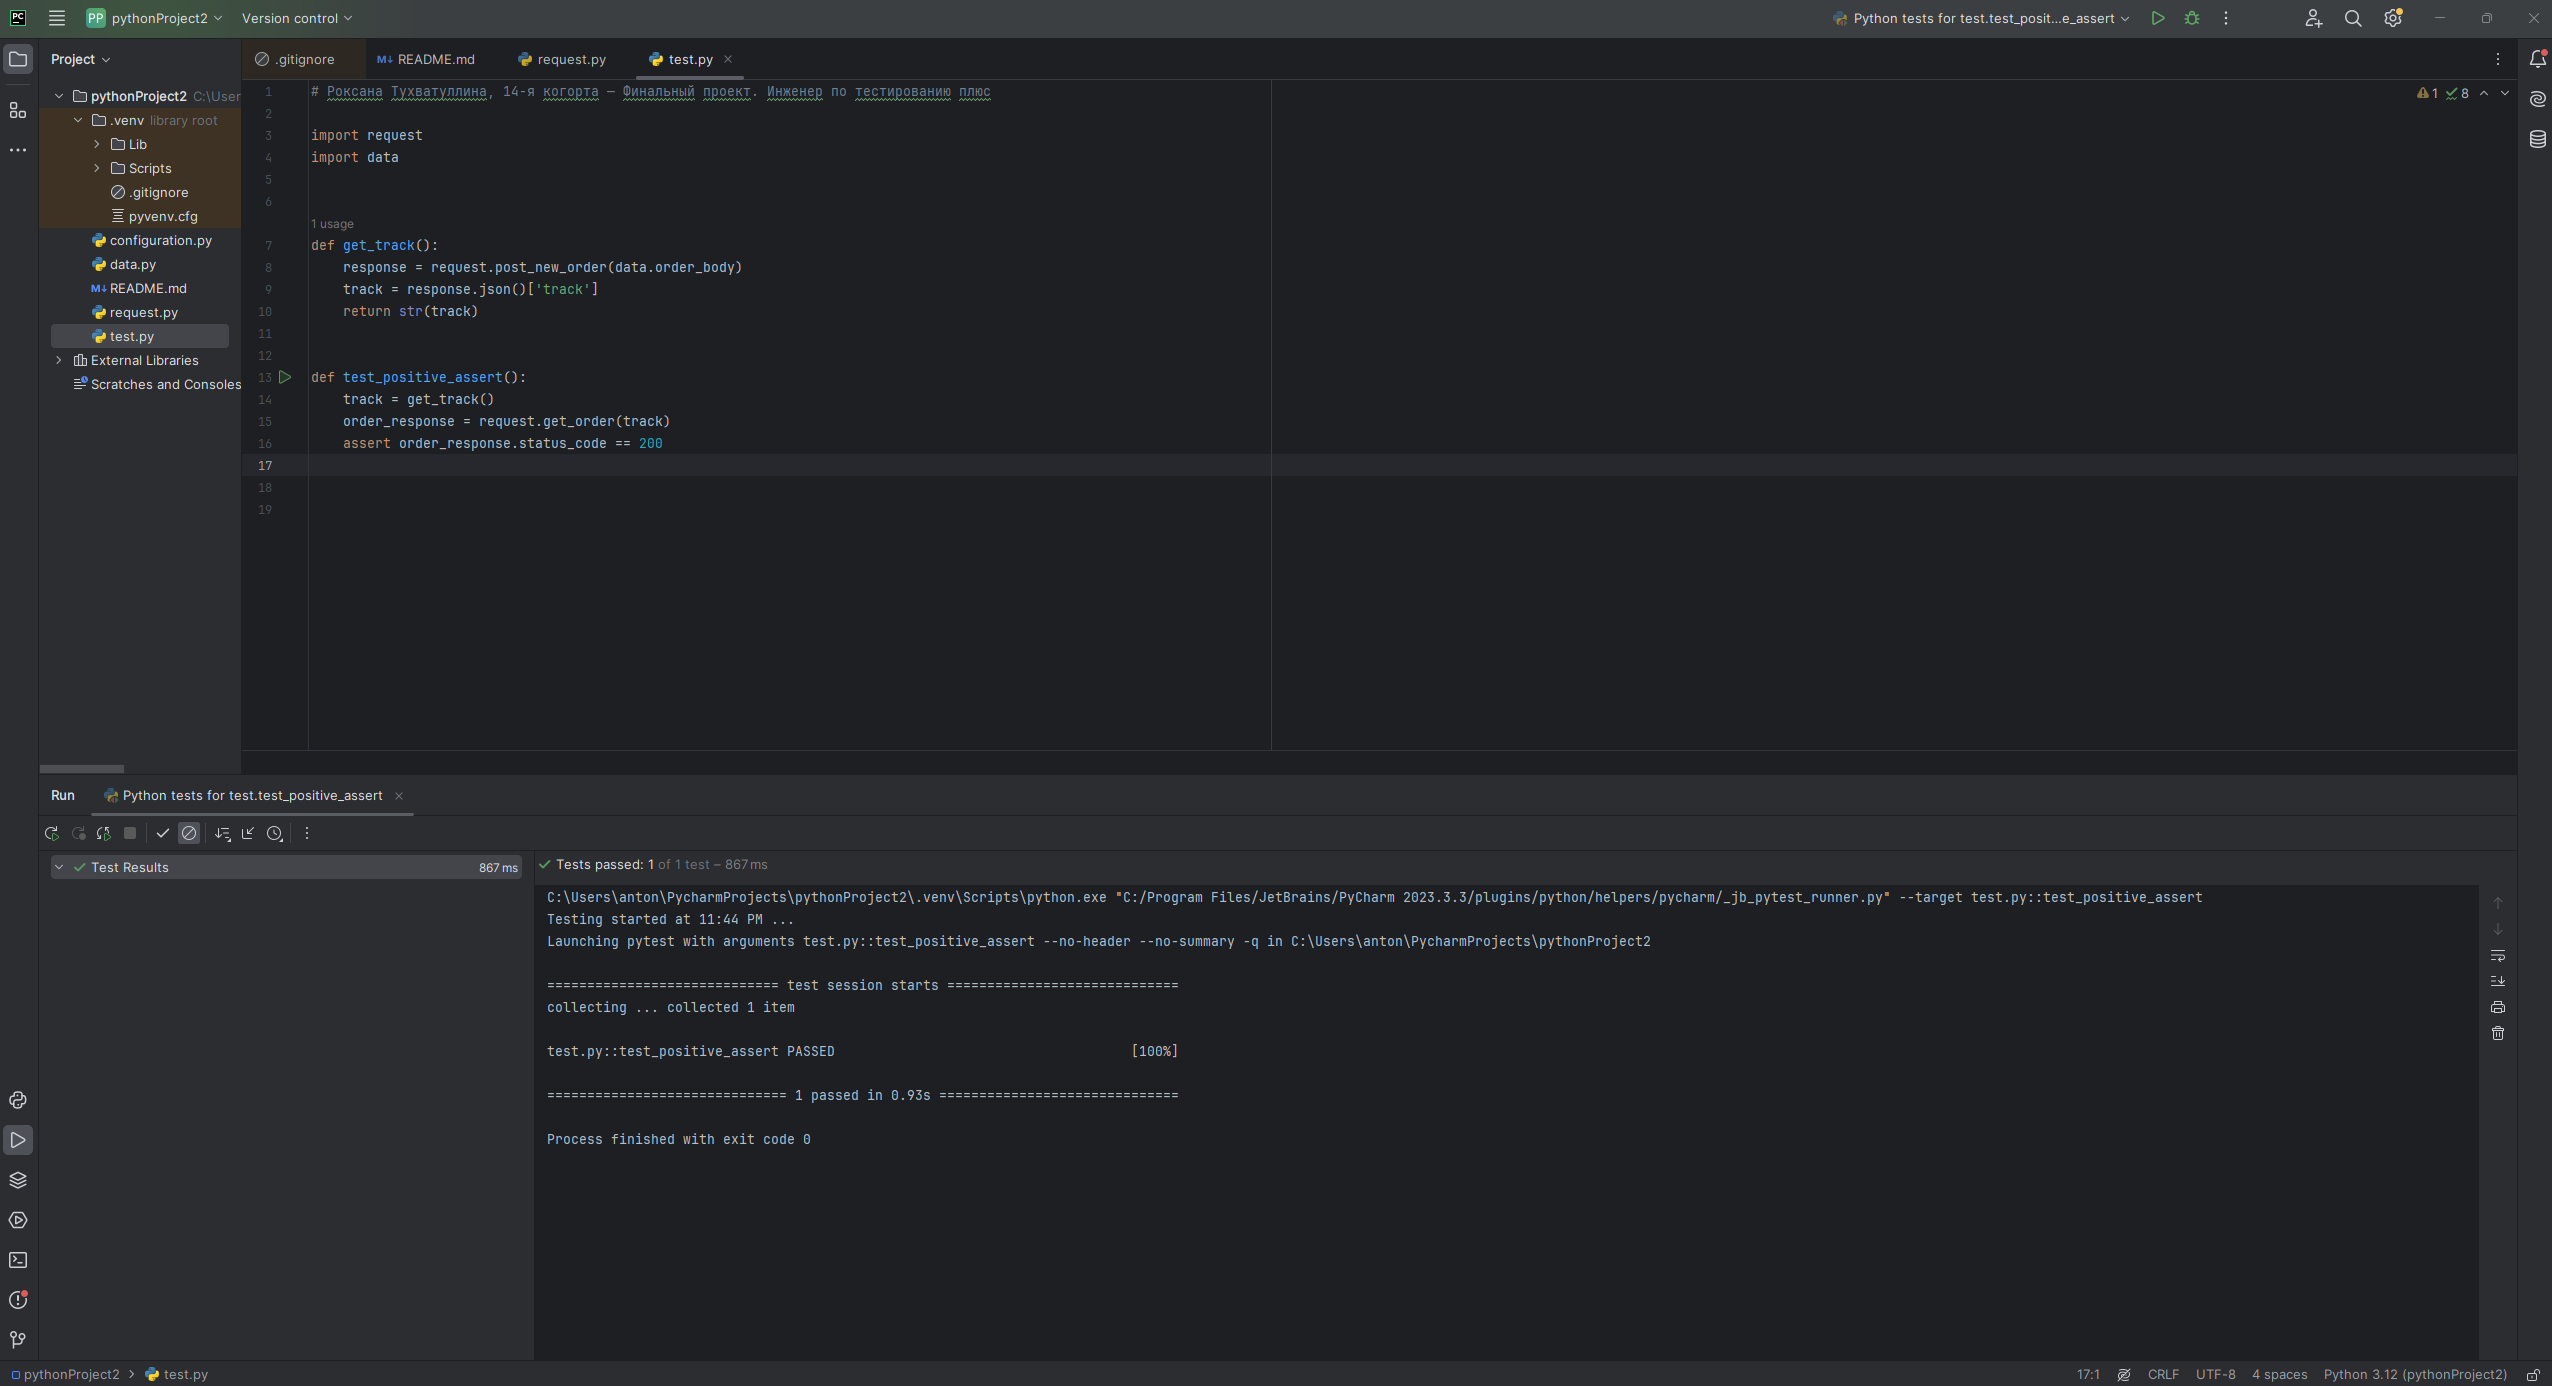 PC
PP pythonProject2
Version control
Python tests for test.test_posit...e_assert
Project
.gitignore
README.md
request.py
test.py
pythonProject2 C:\User
.venv library root
Lib
Scripts
.gitignore
pyvenv.cfg
configuration.py
data.py
README.md
request.py
test.py
External Libraries
Scratches and Consoles
1 8
1 # Роксана Тухватуллина, 14-я когорта — Финальный проект. Инженер по тестированию плюс
2
3 import request
4 import data
5
6
1 usage
7 def get_track():
8     response = request.post_new_order(data.order_body)
9     track = response.json()['track']
10     return str(track)
11
12
13 def test_positive_assert():
14     track = get_track()
15     order_response = request.get_order(track)
16     assert order_response.status_code == 200
17
18
19
Run
Python tests for test.test_positive_assert
Test Results 867 ms
Tests passed: 1 of 1 test – 867 ms
C:\Users\anton\PycharmProjects\pythonProject2\.venv\Scripts\python.exe "C:/Program Files/JetBrains/PyCharm 2023.3.3/plugins/python/helpers/pycharm/_jb_pytest_runner.py" --target test.py::test_positive_assert
Testing started at 11:44 PM ...
Launching pytest with arguments test.py::test_positive_assert --no-header --no-summary -q in C:\Users\anton\PycharmProjects\pythonProject2
============================= test session starts =============================
collecting ... collected 1 item
test.py::test_positive_assert PASSED [100%]
============================== 1 passed in 0.93s ==============================
Process finished with exit code 0
pythonProject2 > test.py
17:1 CRLF UTF-8 4 spaces Python 3.12 (pythonProject2)